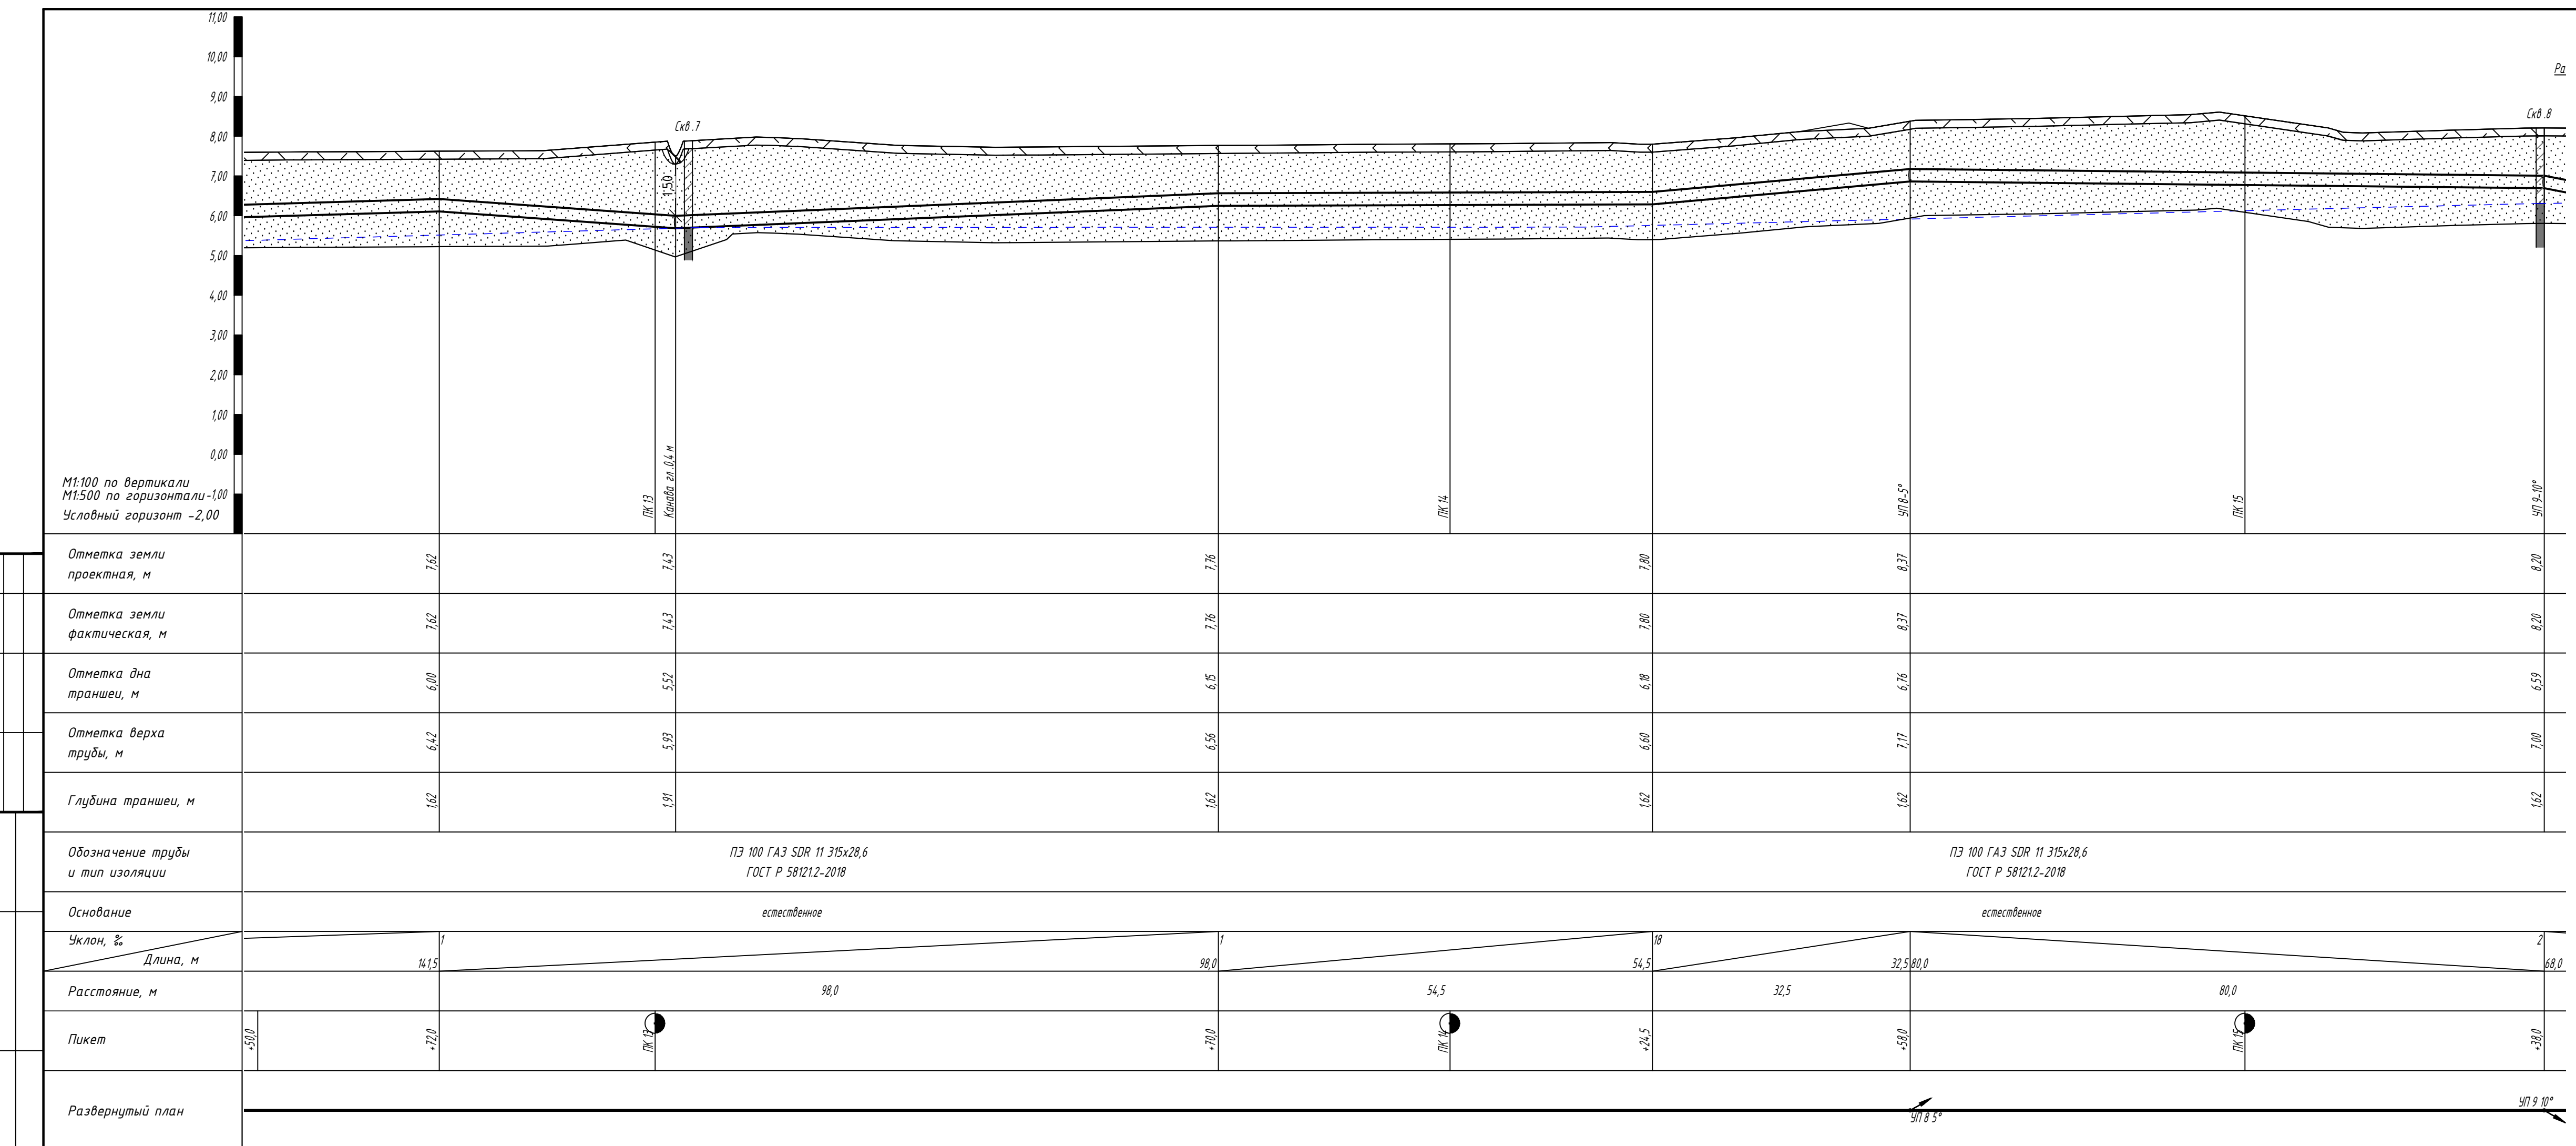 11,00
10,00
9,00
8,00
7,00
6,00
5,00
4,00
3,00
2,00
1,00
0,00
-1,00
Ра
Скв.7
Скв.8
1,50
М1:100 по вертикали
М1:500 по горизонтали
Условный горизонт -2,00
ПК 13
Канава гл.0,4 м
ПК 14
УП 8-5°
ПК 15
УП 9-10°
Отметка земли
проектная, м
7,62 7,43 7,76 7,80 8,37 8,20
Отметка земли
фактическая, м
7,62 7,43 7,76 7,80 8,37 8,20
Отметка дна
траншеи, м
6,00 5,52 6,15 6,18 6,76 6,59
Отметка верха
трубы, м
6,42 5,93 6,56 6,60 7,17 7,00
Глубина траншеи, м
1,62 1,91 1,62 1,62 1,62 1,62
Обозначение трубы
и тип изоляции
ПЭ 100 ГАЗ SDR 11 315х28,6
ГОСТ Р 58121.2-2018
ПЭ 100 ГАЗ SDR 11 315х28,6
ГОСТ Р 58121.2-2018
Основание
естественное
естественное
Уклон, ‰
1 1 18 2
Длина, м
141,5 98,0 54,5 32,5 80,0 68,0
Расстояние, м
98,0 54,5 32,5 80,0
Пикет
+50,0 +72,0 ПК 13 +70,0 ПК 14 +24,5 +58,0 ПК 15 +38,0
Развернутый план
УП 8 5°
УП 9 10°